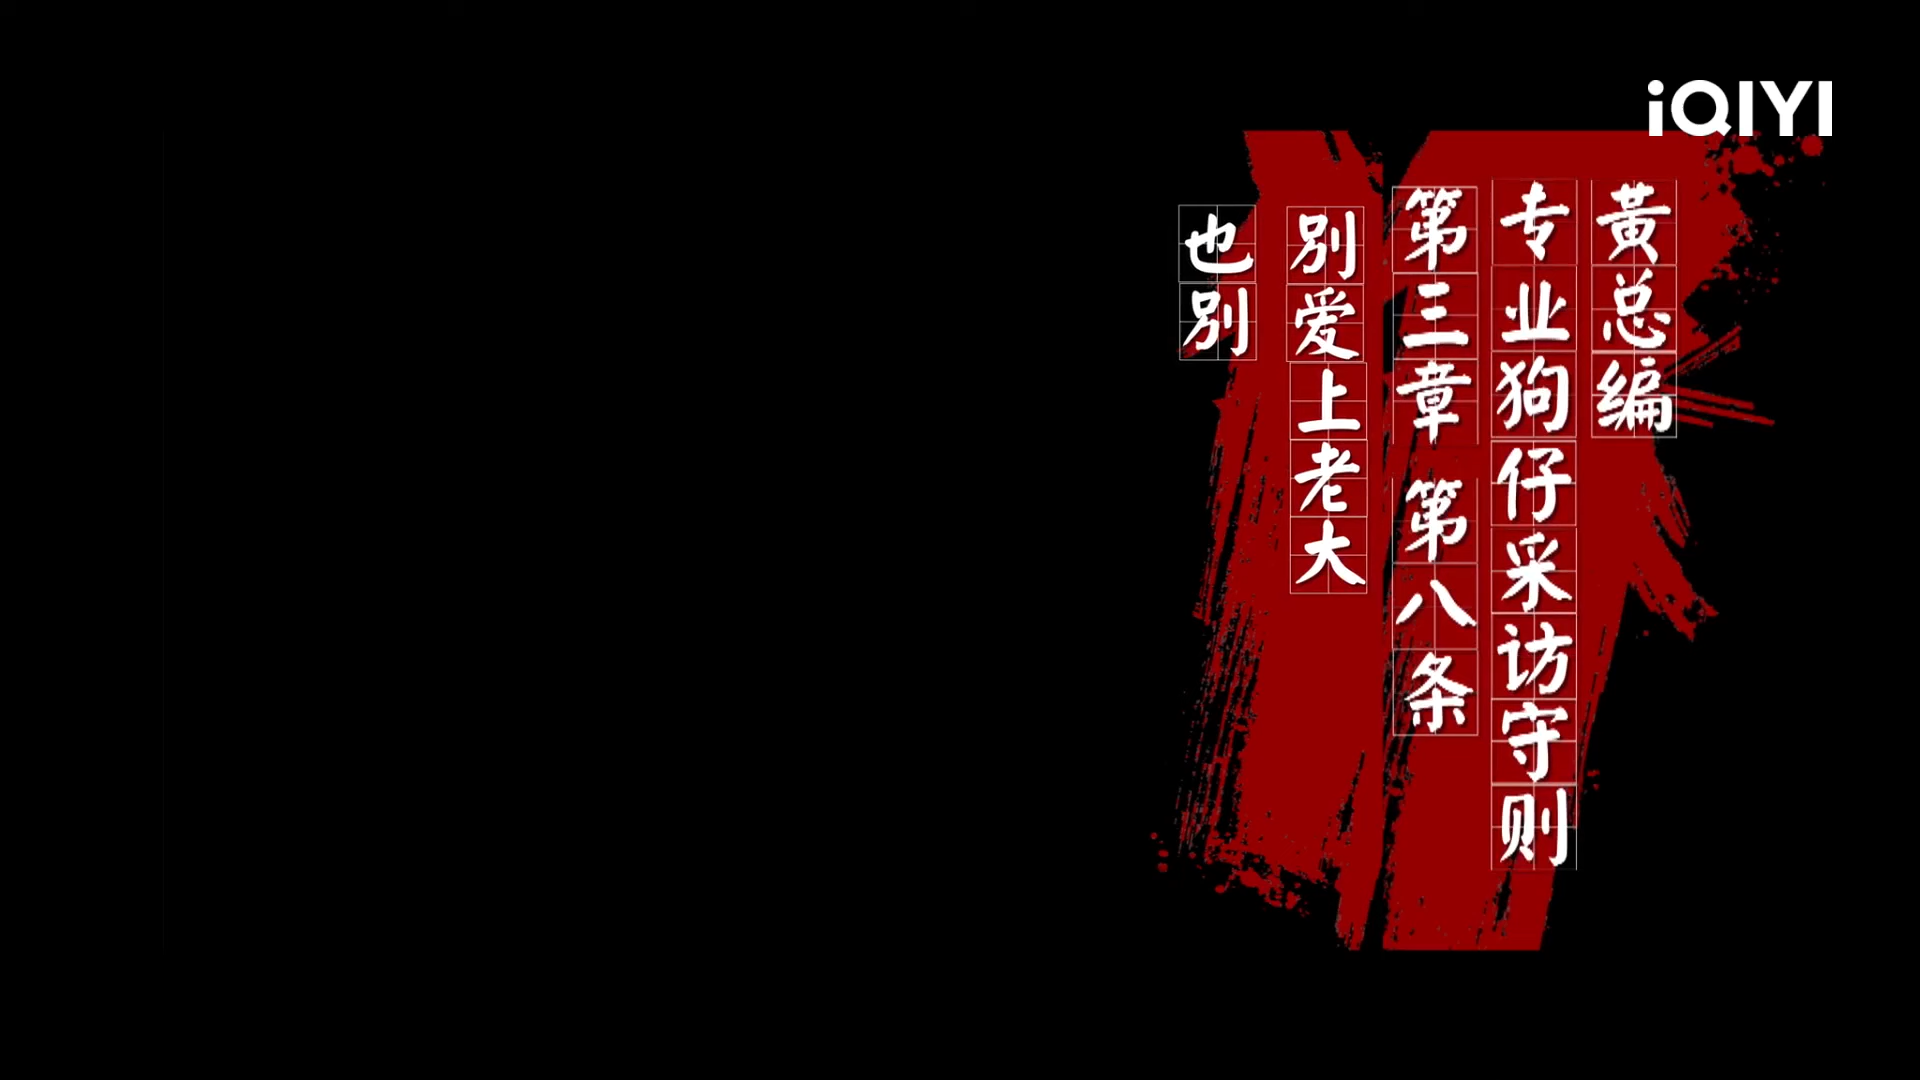 iQIYI
黄总编
专业狗仔采访守则
第三章 第八条
别爱上老大
也别